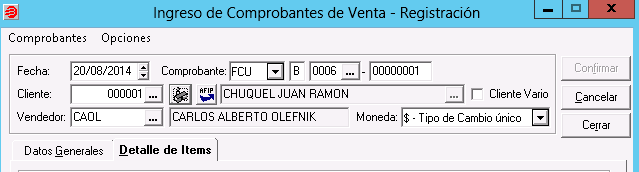 Ingreso de Comprobantes de Venta - Registración
Comprobantes Opciones
Fecha: 20/08/2014 Comprobante: FCU B 0006 ... - 00000001 Confirmar
Cliente: 000001 ... AFIP CHUQUEL JUAN RAMON ... Cliente Vario Cancelar
Vendedor: CAOL ... CARLOS ALBERTO OLEFNIK Moneda: $ - Tipo de Cambio único Cerrar
Datos Generales Detalle de Items